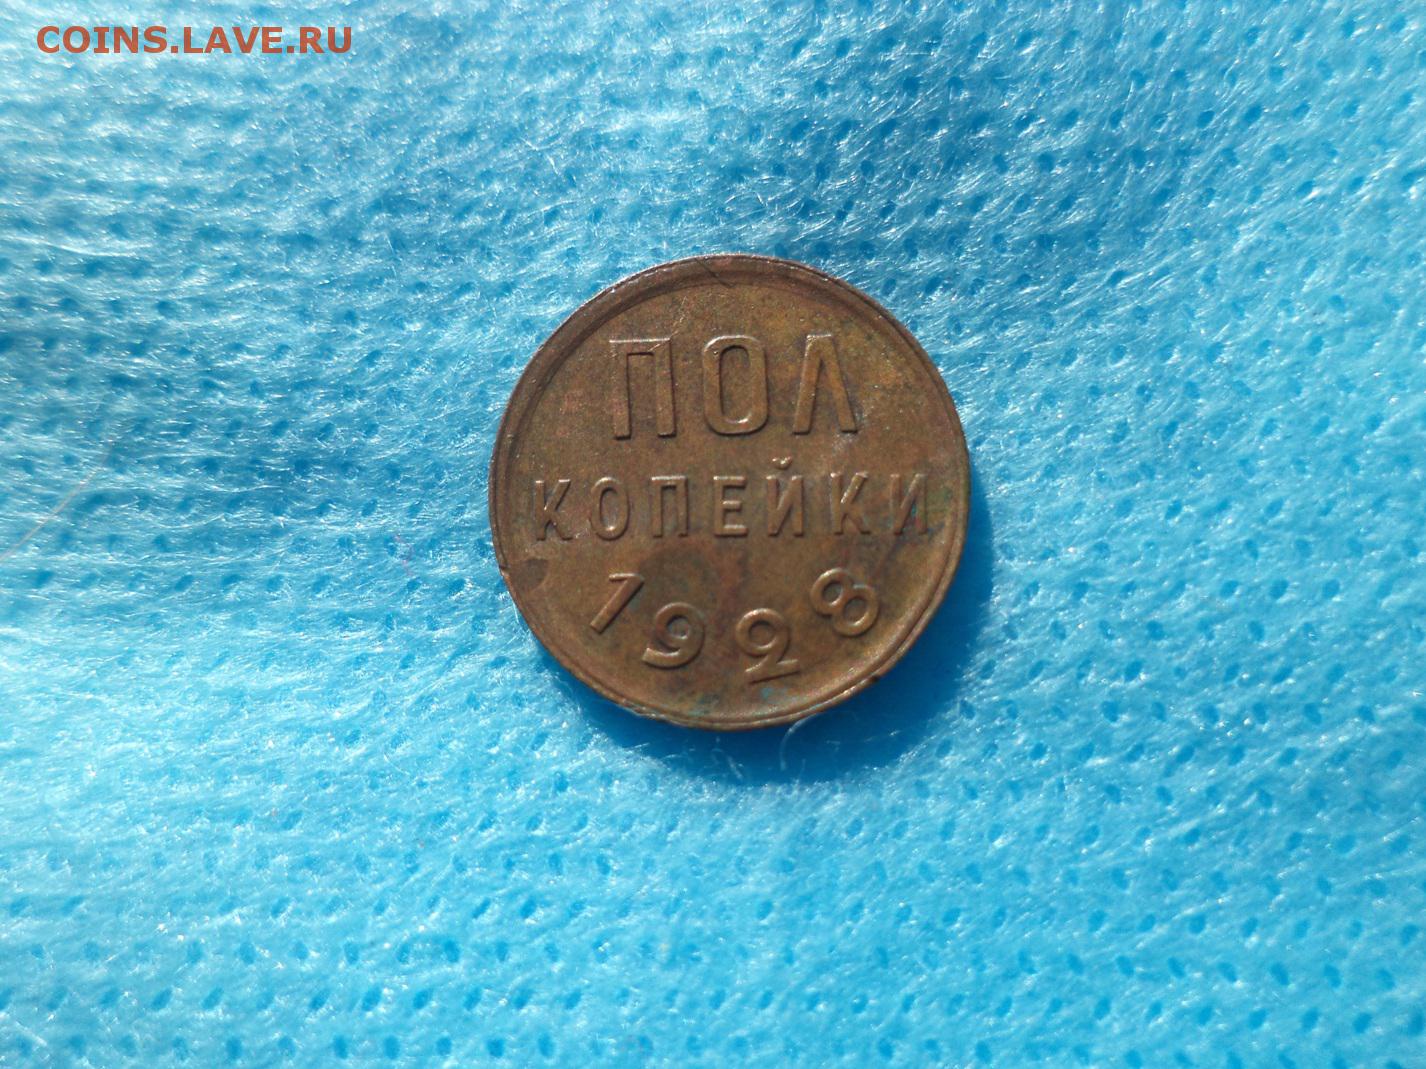 COINS.LAVE.RU
ПОЛ
КОПЕЙКИ
1928